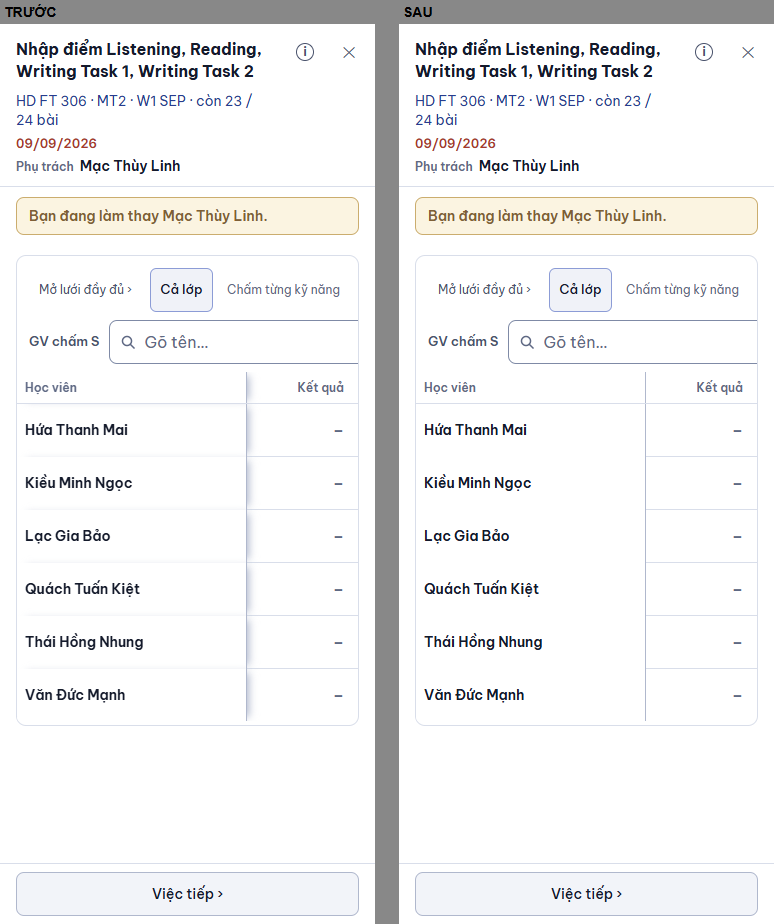 TRƯỚC
Nhập điểm Listening, Reading,
Writing Task 1, Writing Task 2
HD FT 306 · MT2 · W1 SEP · còn 23 /
24 bài
09/09/2026
Phụ trách Mạc Thùy Linh
Bạn đang làm thay Mạc Thùy Linh.
Mở lưới đầy đủ › Cả lớp Chấm từng kỹ năng
GV chấm S Gõ tên...
Học viên Kết quả
Hứa Thanh Mai –
Kiều Minh Ngọc –
Lạc Gia Bảo –
Quách Tuấn Kiệt –
Thái Hồng Nhung –
Văn Đức Mạnh –
Việc tiếp ›
SAU
Nhập điểm Listening, Reading,
Writing Task 1, Writing Task 2
HD FT 306 · MT2 · W1 SEP · còn 23 /
24 bài
09/09/2026
Phụ trách Mạc Thùy Linh
Bạn đang làm thay Mạc Thùy Linh.
Mở lưới đầy đủ › Cả lớp Chấm từng kỹ năng
GV chấm S Gõ tên...
Học viên Kết quả
Hứa Thanh Mai –
Kiều Minh Ngọc –
Lạc Gia Bảo –
Quách Tuấn Kiệt –
Thái Hồng Nhung –
Văn Đức Mạnh –
Việc tiếp ›